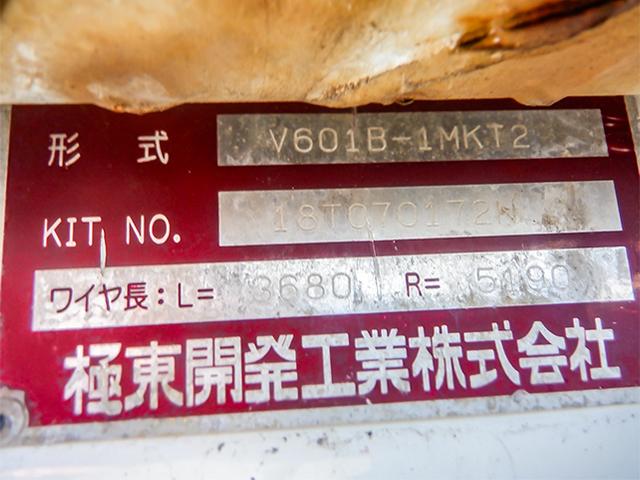 形式 V601B-1MKT2
KIT NO. 18T070172N
ワイヤ長：L= 3680 R= 5190
極東開発工業株式会社